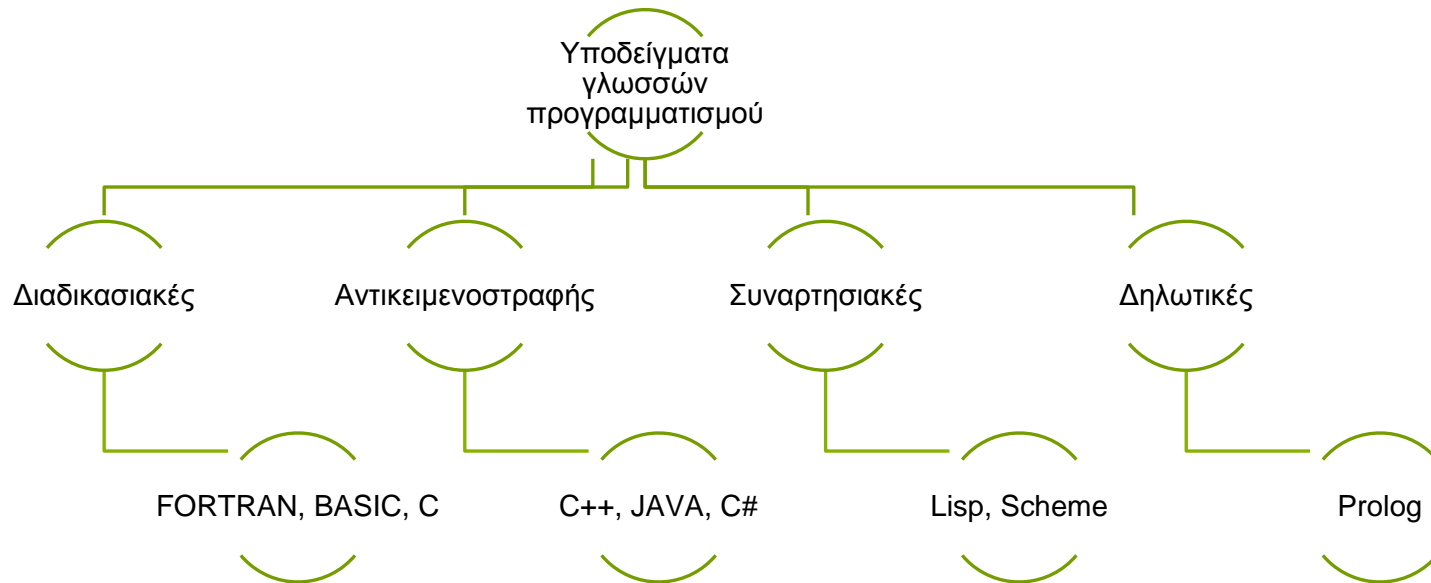 Υποδείγματα
γλωσσών
προγραμματισμού
Διαδικασιακές
Αντικειμενοστραφής
Συναρτησιακές
Δηλωτικές
FORTRAN, BASIC, C
C++, JAVA, C#
Lisp, Scheme
Prolog